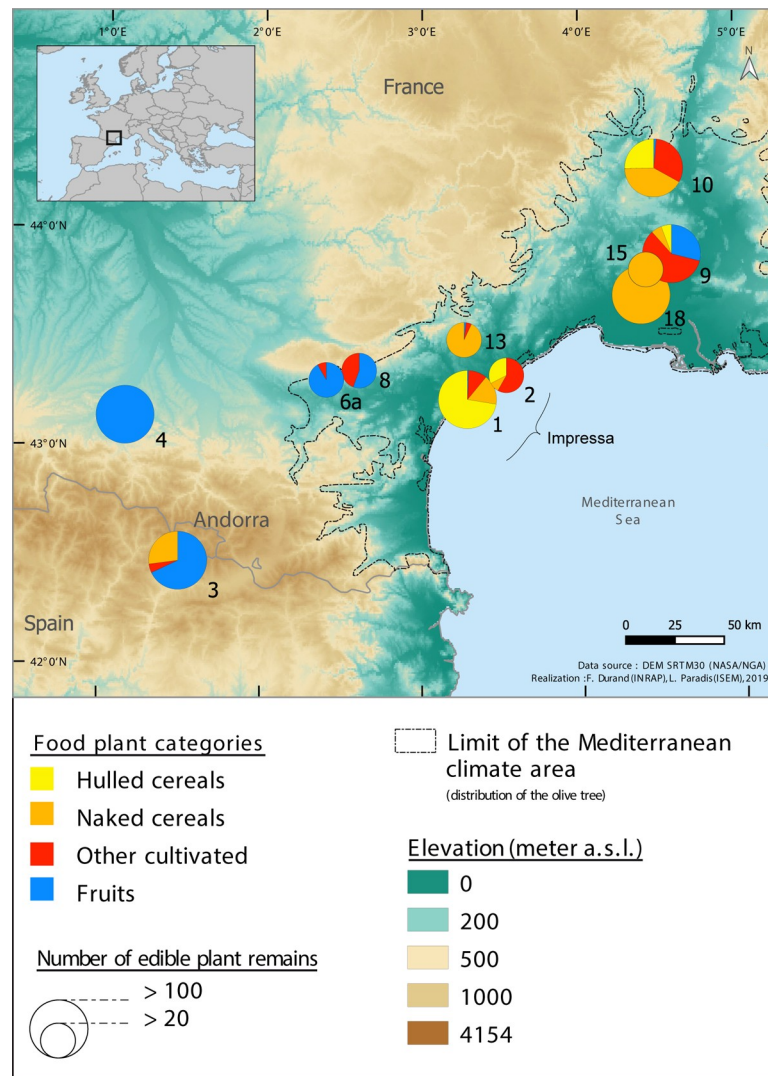 1°0'E
2°0'E
3°0'E
4°0'E
5°0'E
N
France
44°0'N
10
15
9
18
13
8
6a
2
1
4
43°0'N
Impressa
Mediterranean
Sea
Andorra
3
Spain
0 25 50 km
42°0'N
Data source : DEM SRTM30 (NASA/NGA)
Realization :F. Durand (INRAP), L. Paradis (ISEM), 2019
Food plant categories
Hulled cereals
Naked cereals
Other cultivated
Fruits
Number of edible plant remains
> 100
> 20
Limit of the Mediterranean
climate area
(distribution of the olive tree)
Elevation (meter a.s.l.)
0
200
500
1000
4154